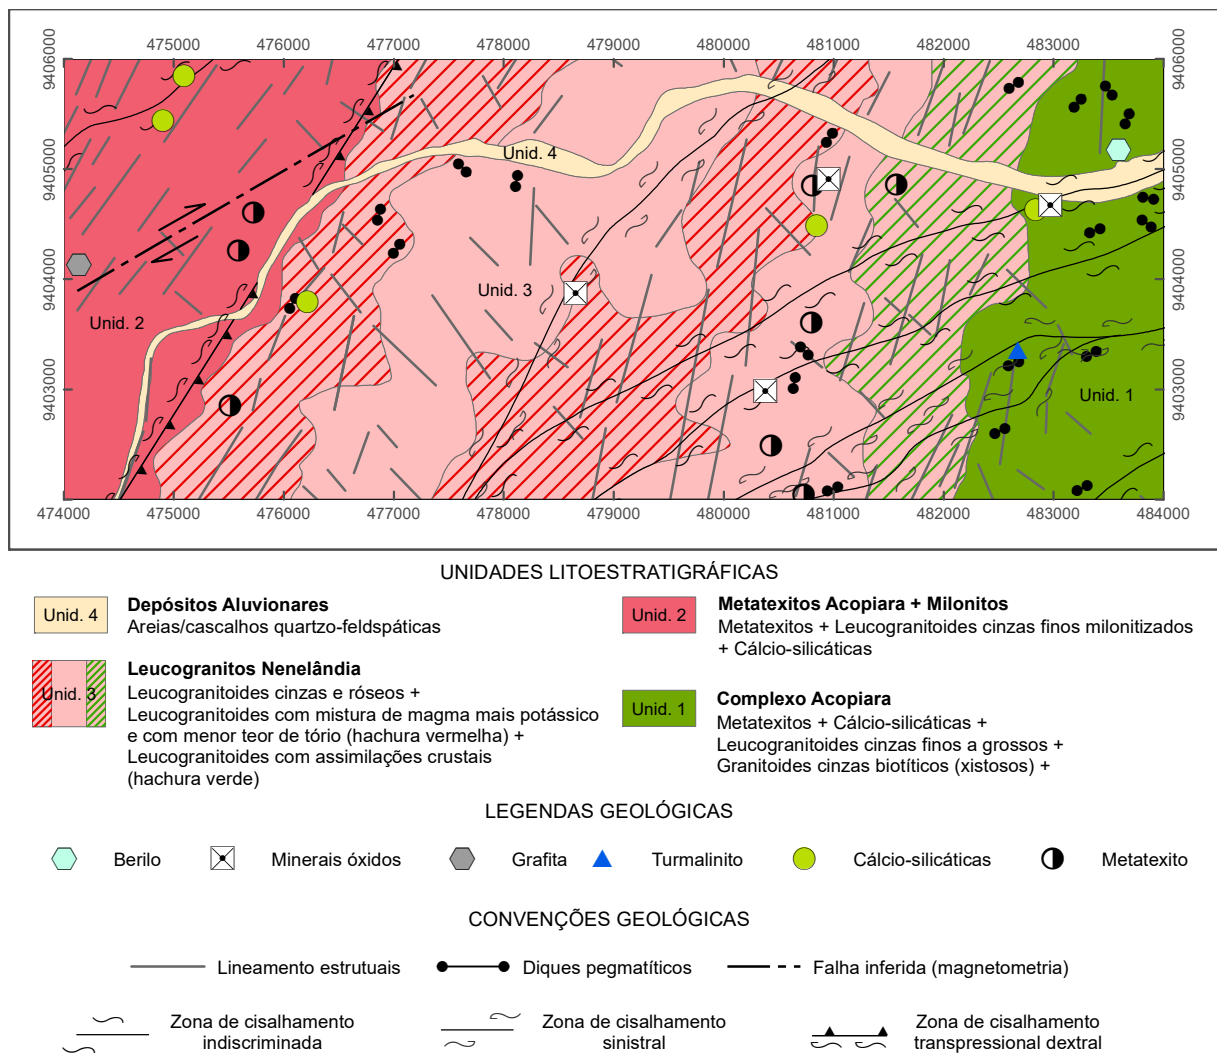 475000 476000 477000 478000 479000 480000 481000 482000 483000
9406000
9406000
9405000
9405000
9404000
9404000
9403000
9403000
Unid. 4
Unid. 3
Unid. 2
Unid. 1
474000 475000 476000 477000 478000 479000 480000 481000 482000 483000 484000
UNIDADES LITOESTRATIGRÁFICAS
Unid. 4
Depósitos Aluvionares
Areias/cascalhos quartzo-feldspáticas
Unid. 3
Leucogranitos Nenelândia
Leucogranitoides cinzas e róseos +
Leucogranitoides com mistura de magma mais potássico
e com menor teor de tório (hachura vermelha) +
Leucogranitoides com assimilações crustais
(hachura verde)
Unid. 2
Metatexitos Acopiara + Milonitos
Metatexitos + Leucogranitoides cinzas finos milonitizados
+ Cálcio-silicáticas
Unid. 1
Complexo Acopiara
Metatexitos + Cálcio-silicáticas +
Leucogranitoides cinzas finos a grossos +
Granitoides cinzas biotíticos (xistosos) +
LEGENDAS GEOLÓGICAS
Berilo
Minerais óxidos
Grafita
Turmalinito
Cálcio-silicáticas
Metatexito
CONVENÇÕES GEOLÓGICAS
Lineamento estrutuais
Diques pegmatíticos
Falha inferida (magnetometria)
Zona de cisalhamento
indiscriminada
Zona de cisalhamento
sinistral
Zona de cisalhamento
transpressional dextral